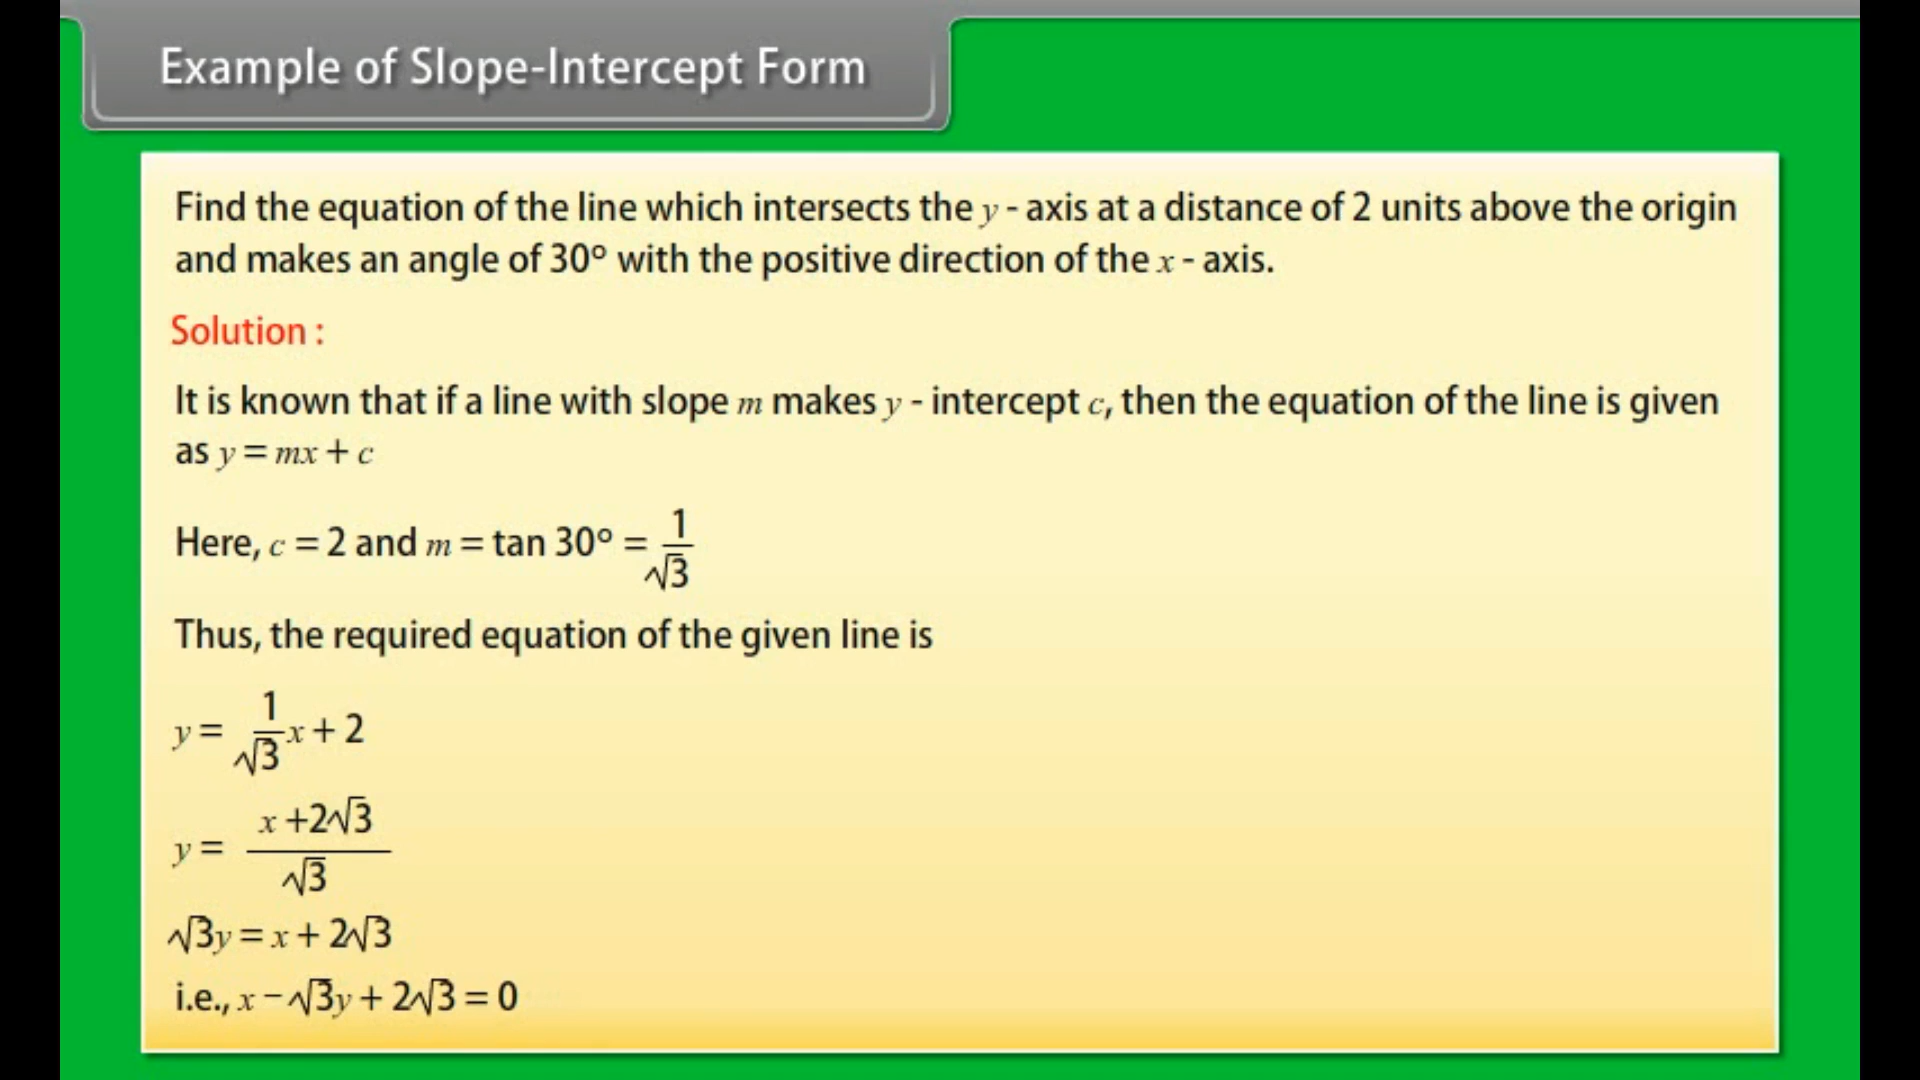 Example of Slope-Intercept Form
Find the equation of the line which intersects the y - axis at a distance of 2 units above the origin
and makes an angle of 30° with the positive direction of the x - axis.
Solution :
It is known that if a line with slope m makes y - intercept c, then the equation of the line is given
as y = mx + c
Here, c = 2 and m = tan 30° = 1/√3
Thus, the required equation of the given line is
y = 1/√3 x + 2
y = x +2√3 / √3
√3y = x + 2√3
i.e., x − √3y + 2√3 = 0